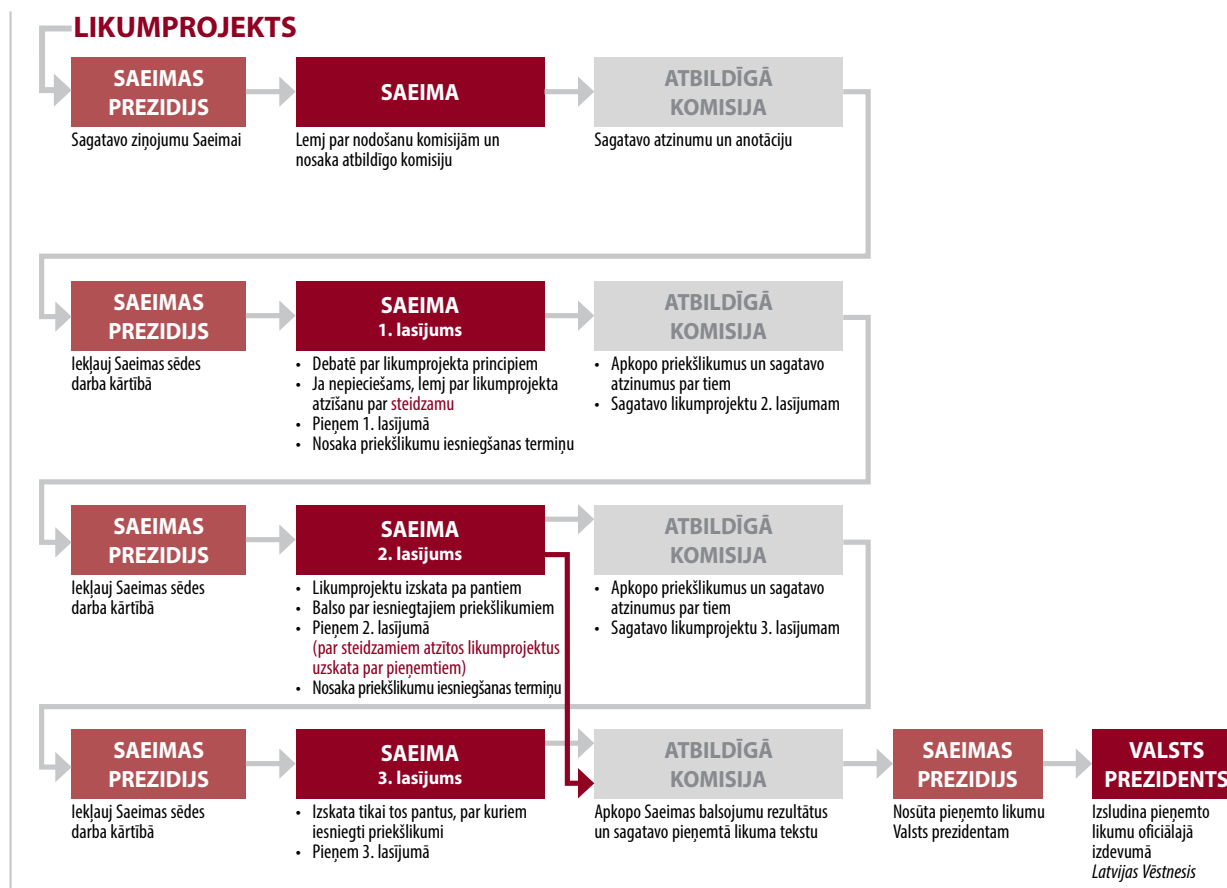 LIKUMPROJEKTS
SAEIMAS
PREZIDIJS
Sagatavo ziņojumu Saeimai
SAEIMA
Lemj par nodošanu komisijām un
nosaka atbildīgo komisiju
ATBILDĪGĀ
KOMISIJA
Sagatavo atzinumu un anotāciju
SAEIMAS
PREZIDIJS
Iekļauj Saeimas sēdes
darba kārtībā
SAEIMA
1. lasījums
• Debatē par likumprojekta principiem
• Ja nepieciešams, lemj par likumprojekta
atzīšanu par steidzamu
• Pieņem 1. lasījumā
• Nosaka priekšlikumu iesniegšanas termiņu
ATBILDĪGĀ
KOMISIJA
• Apkopo priekšlikumus un sagatavo
atzinumus par tiem
• Sagatavo likumprojektu 2. lasījumam
SAEIMAS
PREZIDIJS
Iekļauj Saeimas sēdes
darba kārtībā
SAEIMA
2. lasījums
• Likumprojektu izskata pa pantiem
• Balso par iesniegtajiem priekšlikumiem
• Pieņem 2. lasījumā
(par steidzamiem atzītos likumprojektus
uzskata par pieņemtiem)
• Nosaka priekšlikumu iesniegšanas termiņu
ATBILDĪGĀ
KOMISIJA
• Apkopo priekšlikumus un sagatavo
atzinumus par tiem
• Sagatavo likumprojektu 3. lasījumam
SAEIMAS
PREZIDIJS
Iekļauj Saeimas sēdes
darba kārtībā
SAEIMA
3. lasījums
• Izskata tikai tos pantus, par kuriem
iesniegti priekšlikumi
• Pieņem 3. lasījumā
ATBILDĪGĀ
KOMISIJA
Apkopo Saeimas balsojumu rezultātus
un sagatavo pieņemtā likuma tekstu
SAEIMAS
PREZIDIJS
Nosūta pieņemto likumu
Valsts prezidentam
VALSTS
PREZIDENTS
Izsludina pieņemto
likumu oficiālajā
izdevumā
Latvijas Vēstnesis